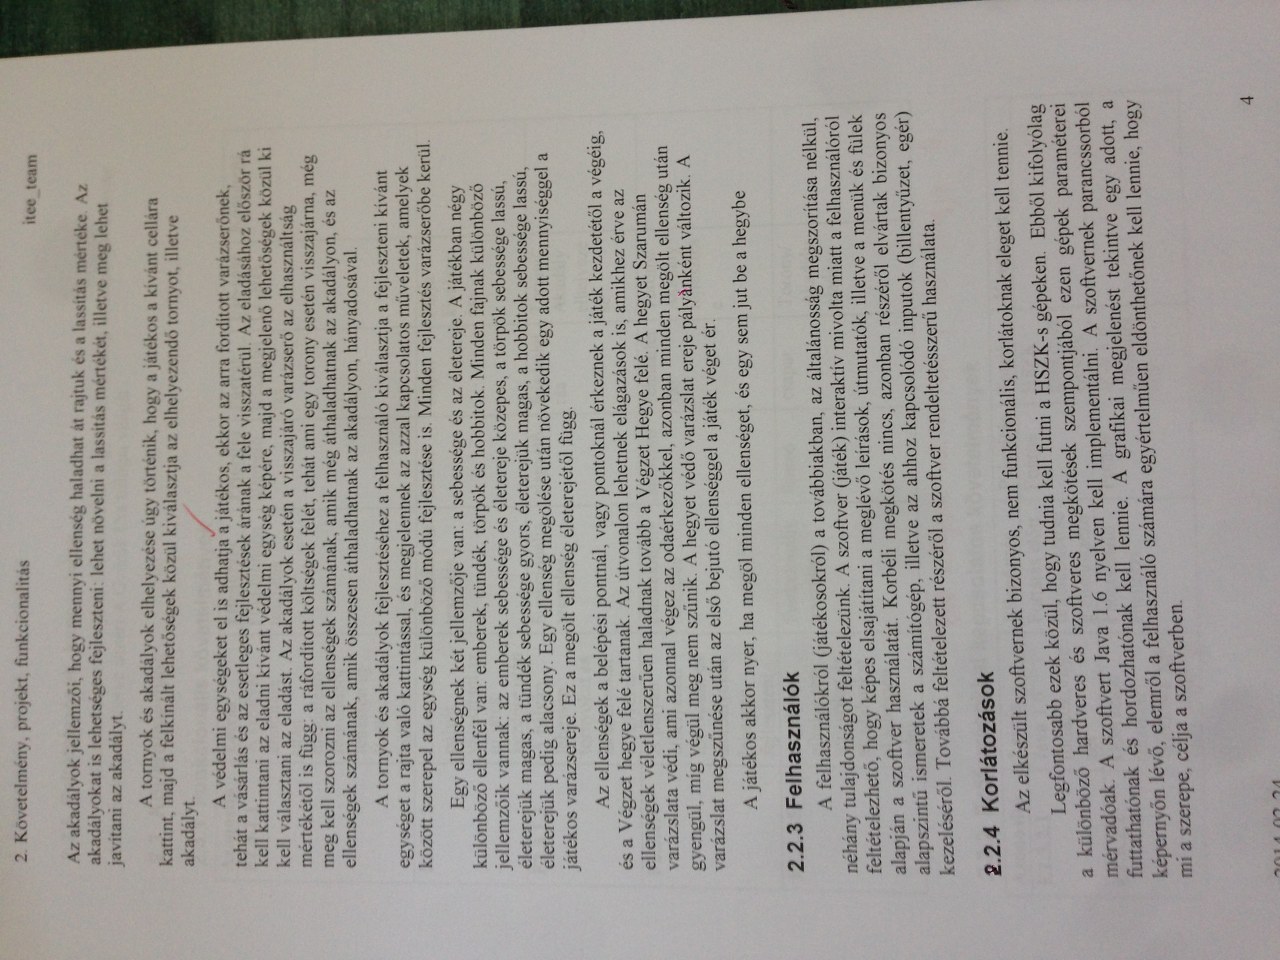 2. Követelmény, projekt, funkcionalitás
itee_team
Az akadályok jellemzői, hogy mennyi ellenség haladhat át rajtuk és a lassítás mértéke. Az
akadályokat is lehetséges fejleszteni: lehet növelni a lassítás mértékét, illetve meg lehet
javítani az akadályt.
A tornyok és akadályok elhelyezése úgy történik, hogy a játékos a kívánt cellára
kattint, majd a felkínált lehetőségek közül kiválasztja az elhelyezendő tornyot, illetve
akadályt.
A védelmi egységeket el is adhatja a játékos, ekkor az arra fordított varázserőnek,
tehát a vásárlás és az esetleges fejlesztések árának a fele visszatérül. Az eladásához először rá
kell kattintani az eladni kívánt védelmi egység képére, majd a megjelenő lehetőségek közül ki
kell választani az eladást. Az akadályok esetén a visszajáró varázserő az elhasználtság
mértékétől is függ: a ráfordított költségek felét, tehát ami egy torony esetén visszajárna, még
meg kell szorozni az ellenségek számának, amik még áthaladhatnak az akadályon, és az
ellenségek számának, amik összesen áthaladhatnak az akadályon, hányadosával.
A tornyok és akadályok fejlesztéséhez a felhasználó kiválasztja a fejleszteni kívánt
egységet a rajta való kattintással, és megjelennek az azzal kapcsolatos műveletek, amelyek
között szerepel az egység különböző módú fejlesztése is. Minden fejlesztés varázserőbe kerül.
Egy ellenségnek két jellemzője van: a sebessége és az életereje. A játékban négy
különböző ellenfél van: emberek, tündék, törpök és hobbitok. Minden fajnak különböző
jellemzőik vannak: az emberek sebessége és életereje közepes, a törpök sebessége lassú,
életerejük magas, a tündék sebessége gyors, életerejük magas, a hobbitok sebessége lassú,
életerejük pedig alacsony. Egy ellenség megölése után növekedik egy adott mennyiséggel a
játékos varázsereje. Ez a megölt ellenség életerejétől függ.
Az ellenségek a belépési pontnál, vagy pontoknál érkeznek a játék kezdetétől a végéig,
és a Végzet hegye felé tartanak. Az útvonalon lehetnek elágazások is, amikhez érve az
ellenségek véletlenszerűen haladnak tovább a Végzet Hegye felé. A hegyet Szarumán
varázslata védi, ami azonnal végez az odaérkezőkkel, azonban minden megölt ellenség után
gyengül, míg végül meg nem szűnik. A hegyet védő varázslat ereje pályánként változik. A
varázslat megszűnése után az első bejutó ellenséggel a játék véget ér.
A játékos akkor nyer, ha megöl minden ellenséget, és egy sem jut be a hegybe
2.2.3 Felhasználók
A felhasználókról (játékosokról) a továbbiakban, az általánosság megszorítása nélkül,
néhány tulajdonságot feltételezünk. A szoftver (játék) interaktív mivolta miatt a felhasználóról
feltételezhető, hogy képes elsajátítani a meglévő leírások, útmutatók, illetve a menük és fülek
alapján a szoftver használatát. Korbéli megkötés nincs, azonban részéről elvártak bizonyos
alapszintű ismeretek a számítógép, illetve az ahhoz kapcsolódó inputok (billentyűzet, egér)
kezeléséről. Továbbá feltételezett részéről a szoftver rendeltetésszerű használata.
2.2.4 Korlátozások
Az elkészült szoftvernek bizonyos, nem funkcionális, korlátoknak eleget kell tennie.
Legfontosabb ezek közül, hogy tudnia kell futni a HSZK-s gépeken. Ebből kifolyólag
a különböző hardveres és szoftveres megkötések szempontjából ezen gépek paraméterei
mérvadóak. A szoftvert Java 1.6 nyelven kell implementálni. A szoftvernek parancssorból
futtathatónak és hordozhatónak kell lennie. A grafikai megjelenést tekintve egy adott, a
képernyőn lévő, elemről a felhasználó számára egyértelműen eldönthetőnek kell lennie, hogy
mi a szerepe, célja a szoftverben.
4
2014-02-24